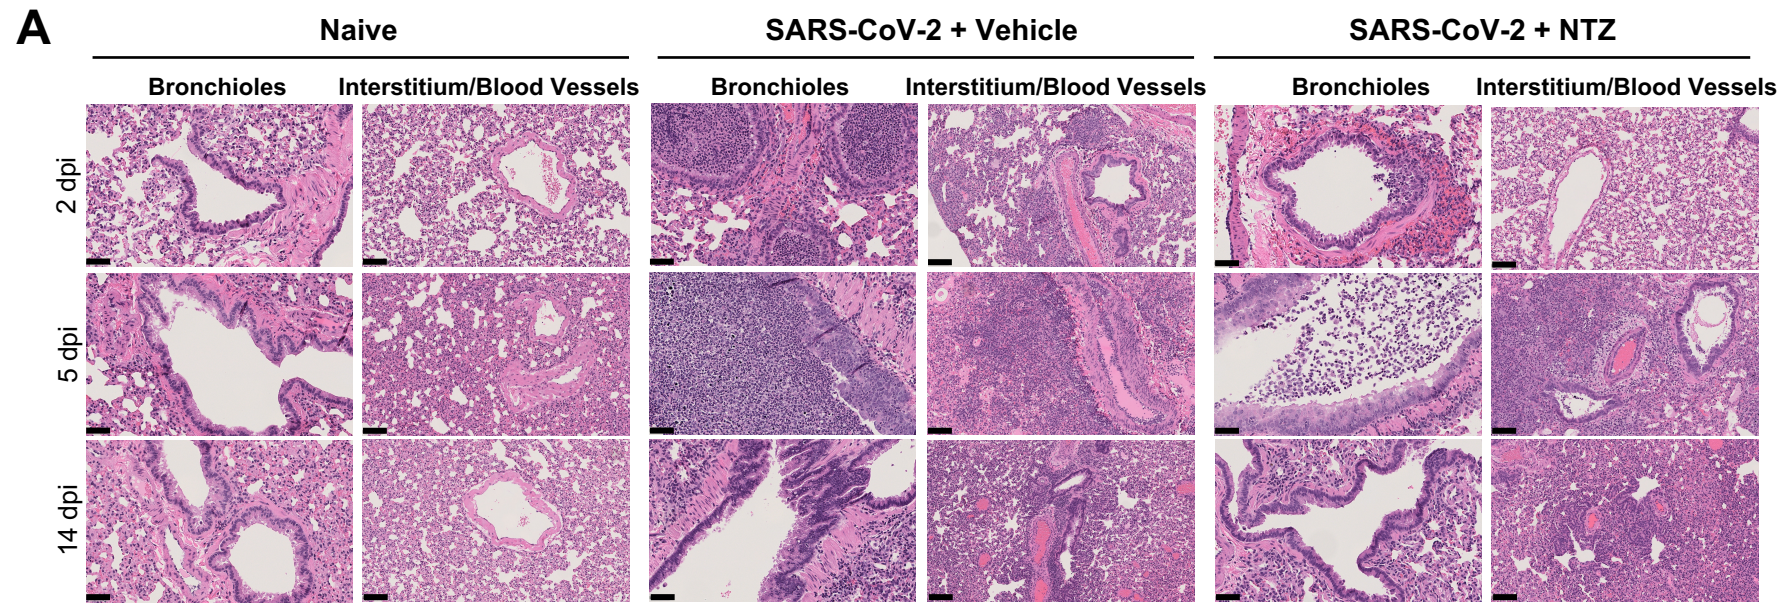 A
Naive
SARS-CoV-2 + Vehicle
SARS-CoV-2 + NTZ
Bronchioles
Interstitium/Blood Vessels
Bronchioles
Interstitium/Blood Vessels
Bronchioles
Interstitium/Blood Vessels
2 dpi
5 dpi
14 dpi